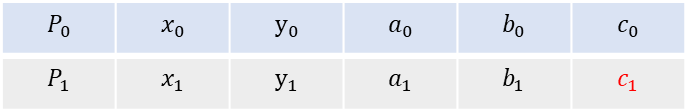 P₀ x₀ y₀ a₀ b₀ c₀
P₁ x₁ y₁ a₁ b₁ c₁